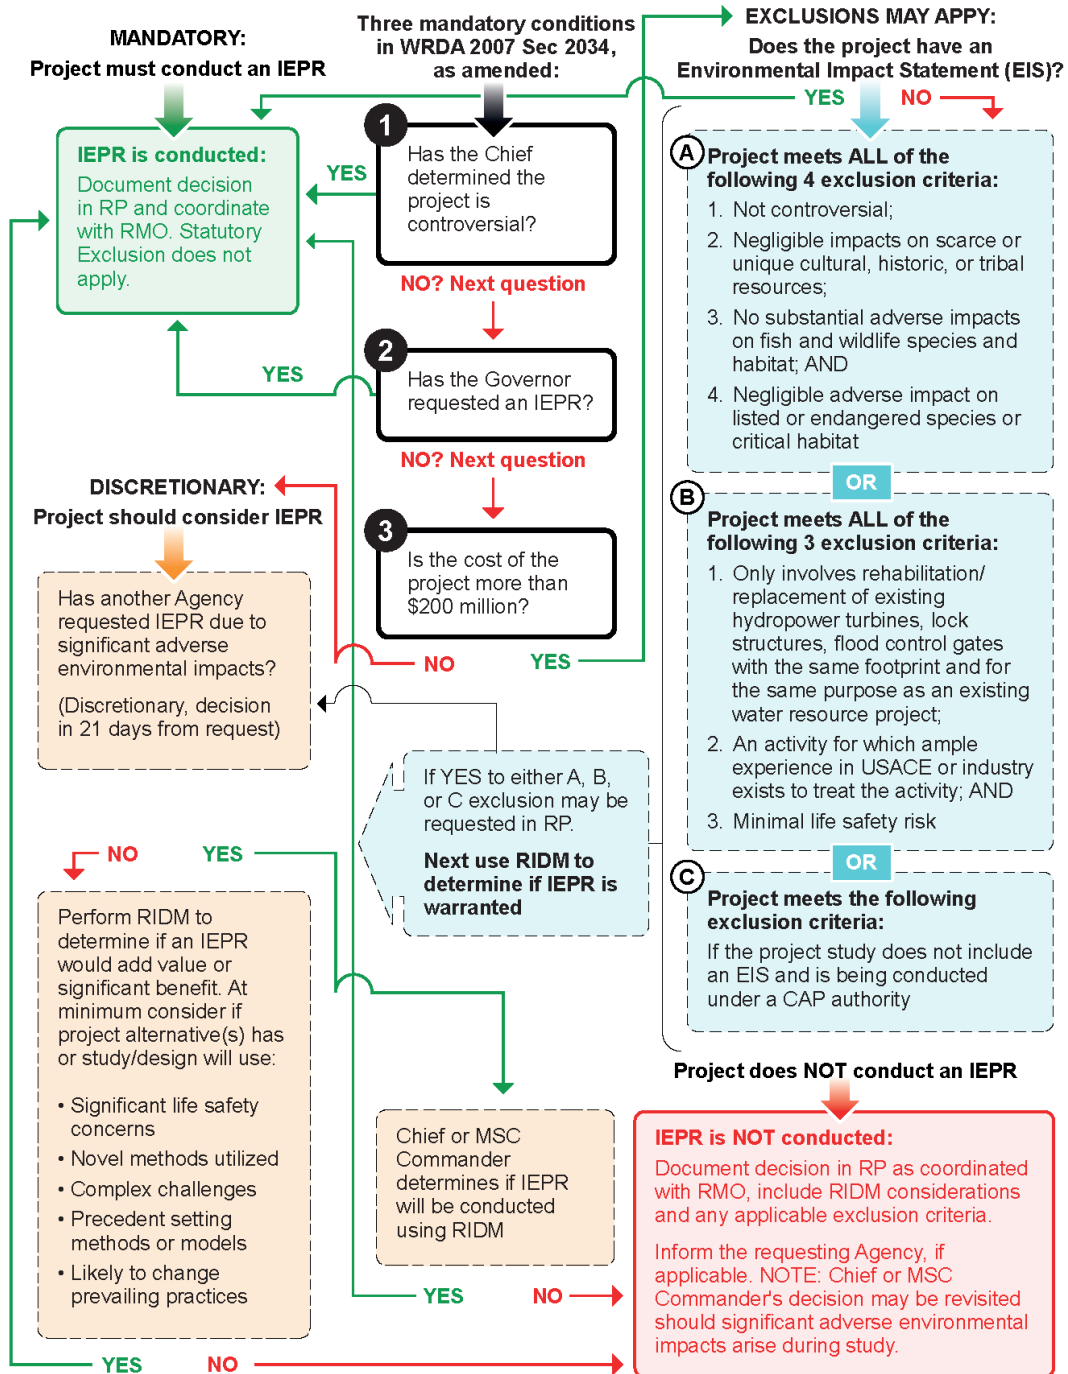 MANDATORY:
Project must conduct an IEPR
Three mandatory conditions
in WRDA 2007 Sec 2034,
as amended:
EXCLUSIONS MAY APPY:
Does the project have an
Environmental Impact Statement (EIS)?
YES
NO
IEPR is conducted:
Document decision
in RP and coordinate
with RMO. Statutory
Exclusion does not
apply.
YES
1
Has the Chief
determined the
project is
controversial?
NO? Next question
YES
2
Has the Governor
requested an IEPR?
NO? Next question
3
Is the cost of the
project more than
$200 million?
NO
YES
A
Project meets ALL of the
following 4 exclusion criteria:
1. Not controversial;
2. Negligible impacts on scarce or
unique cultural, historic, or tribal
resources;
3. No substantial adverse impacts
on fish and wildlife species and
habitat; AND
4. Negligible adverse impact on
listed or endangered species or
critical habitat
OR
B
Project meets ALL of the
following 3 exclusion criteria:
1. Only involves rehabilitation/
replacement of existing
hydropower turbines, lock
structures, flood control gates
with the same footprint and for
the same purpose as an existing
water resource project;
2. An activity for which ample
experience in USACE or industry
exists to treat the activity; AND
3. Minimal life safety risk
OR
C
Project meets the following
exclusion criteria:
If the project study does not include
an EIS and is being conducted
under a CAP authority
DISCRETIONARY:
Project should consider IEPR
Has another Agency
requested IEPR due to
significant adverse
environmental impacts?
(Discretionary, decision
in 21 days from request)
If YES to either A, B,
or C exclusion may be
requested in RP.
Next use RIDM to
determine if IEPR is
warranted
NO
YES
Perform RIDM to
determine if an IEPR
would add value or
significant benefit. At
minimum consider if
project alternative(s) has
or study/design will use:
• Significant life safety
concerns
• Novel methods utilized
• Complex challenges
• Precedent setting
methods or models
• Likely to change
prevailing practices
YES
NO
Chief or MSC
Commander
determines if IEPR
will be conducted
using RIDM
YES
NO
Project does NOT conduct an IEPR
IEPR is NOT conducted:
Document decision in RP as coordinated
with RMO, include RIDM considerations
and any applicable exclusion criteria.
Inform the requesting Agency, if
applicable. NOTE: Chief or MSC
Commander's decision may be revisited
should significant adverse environmental
impacts arise during study.